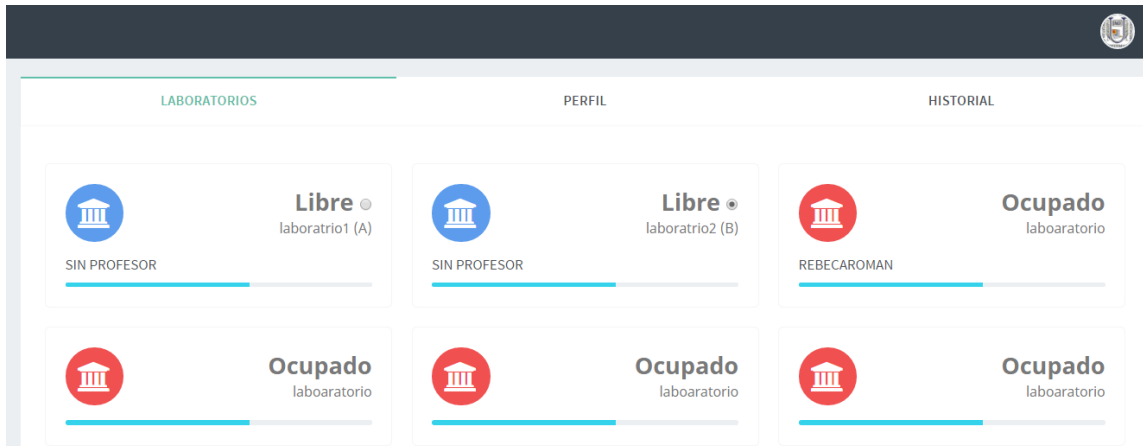 LABORATORIOS PERFIL HISTORIAL
Libre
laboratrio1 (A)
SIN PROFESOR
Libre
laboratrio2 (B)
SIN PROFESOR
Ocupado
laboaratorio
REBECAROMAN
Ocupado
laboaratorio
Ocupado
laboaratorio
Ocupado
laboaratorio